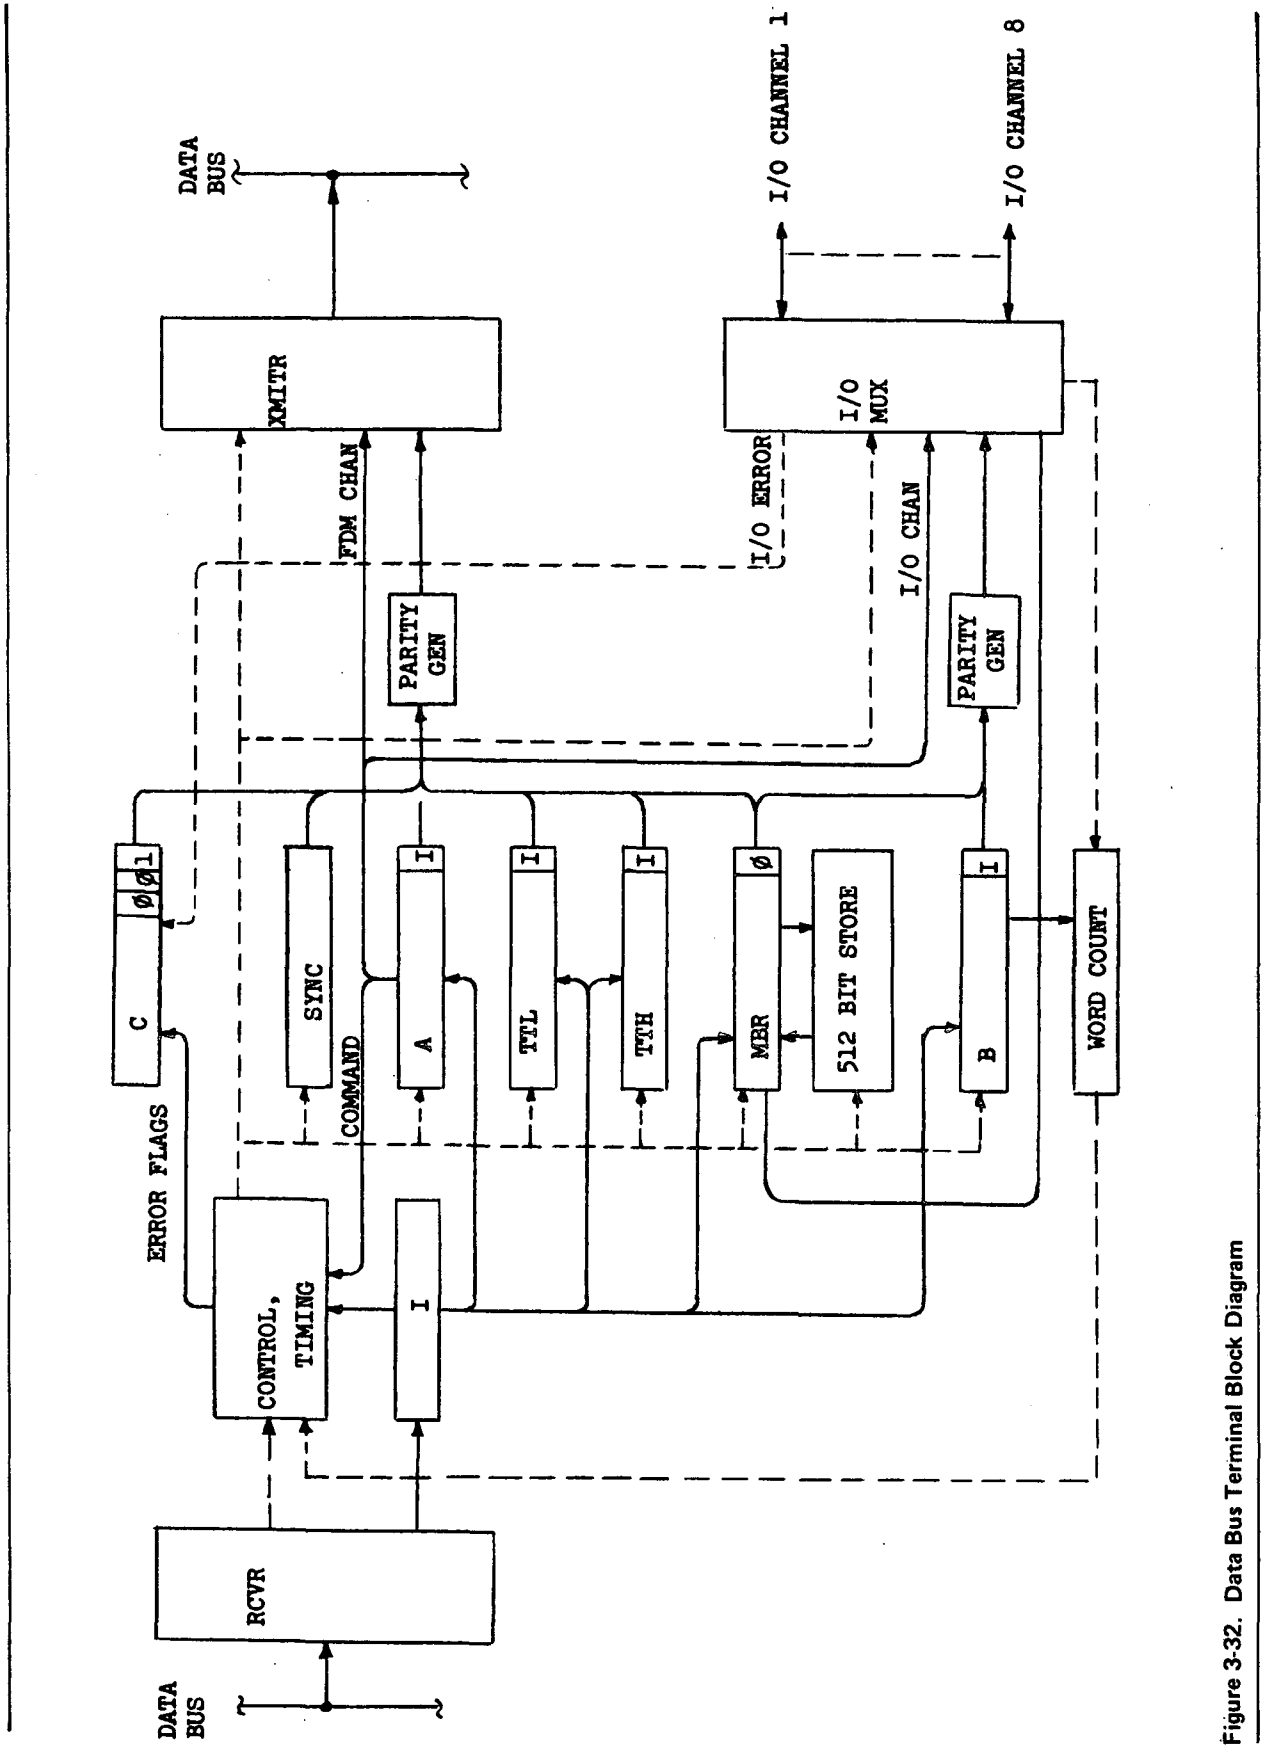 DATA
BUS
RCVR
ERROR FLAGS
CONTROL,
TIMING
I
COMMAND
C
Ø Ø 1
SYNC
A
I
TTL
I
TTH
I
MBR
Ø
512 BIT STORE
B
I
WORD COUNT
PARITY
GEN
PARITY
GEN
FDM CHAN
I/O ERROR
I/O CHAN
XMITR
I/O
MUX
DATA
BUS
I/O CHANNEL 1
I/O CHANNEL 8
Figure 3-32. Data Bus Terminal Block Diagram